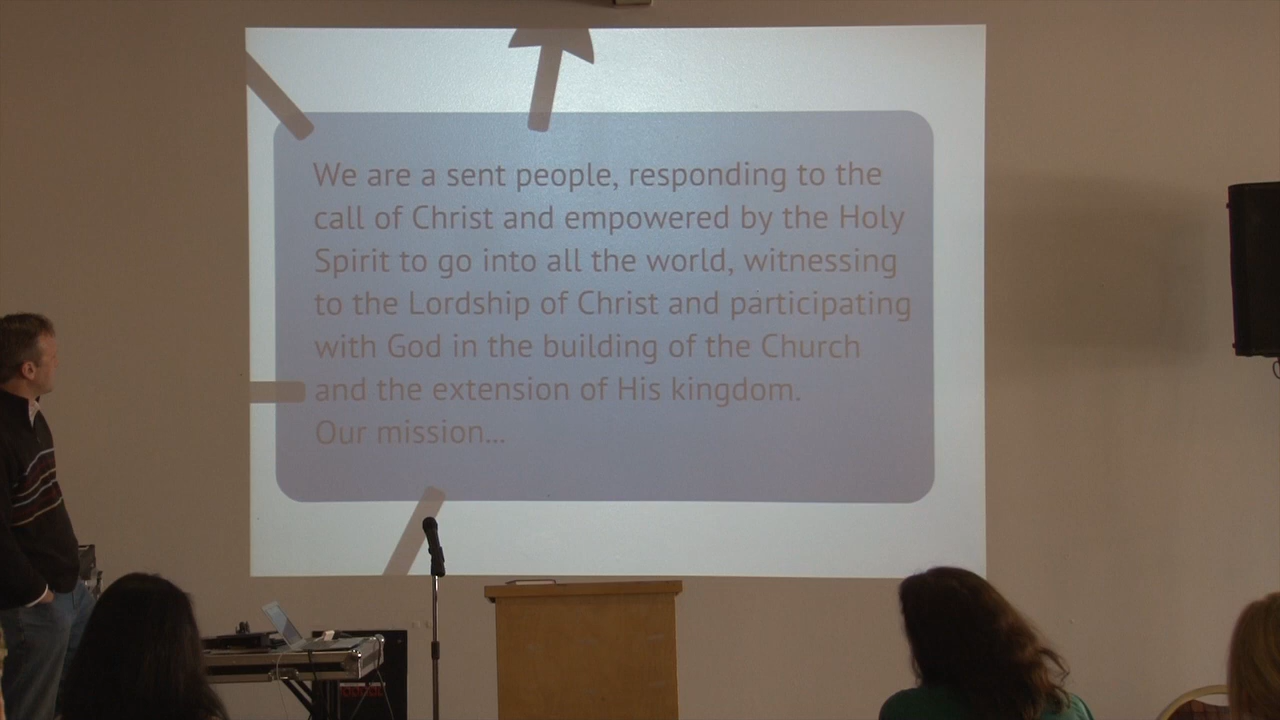 We are a sent people, responding to the
call of Christ and empowered by the Holy
Spirit to go into all the world, witnessing
to the Lordship of Christ and participating
with God in the building of the Church
and the extension of His kingdom.
Our mission...